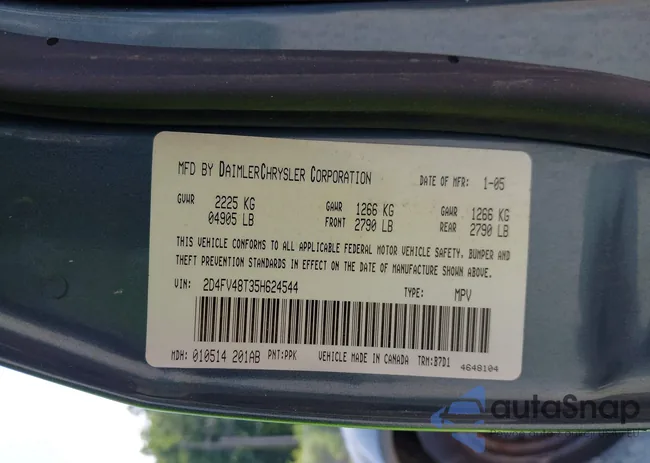 MFD BY DAIMLERCHRYSLER CORPORATION DATE OF MFR: 1-05
GVWR 2225 KG GAWR 1266 KG GAWR 1266 KG
04905 LB FRONT 2790 LB REAR 2790 LB
THIS VEHICLE CONFORMS TO ALL APPLICABLE FEDERAL MOTOR VEHICLE SAFETY, BUMPER AND
THEFT PREVENTION STANDARDS IN EFFECT ON THE DATE OF MANUFACTURE SHOWN ABOVE.
VIN: 2D4FV48T35H624544 TYPE: MPV
MDH: 010514 201AB PNT:PPK VEHICLE MADE IN CANADA TRM:B7D1
4648104
autoSnap